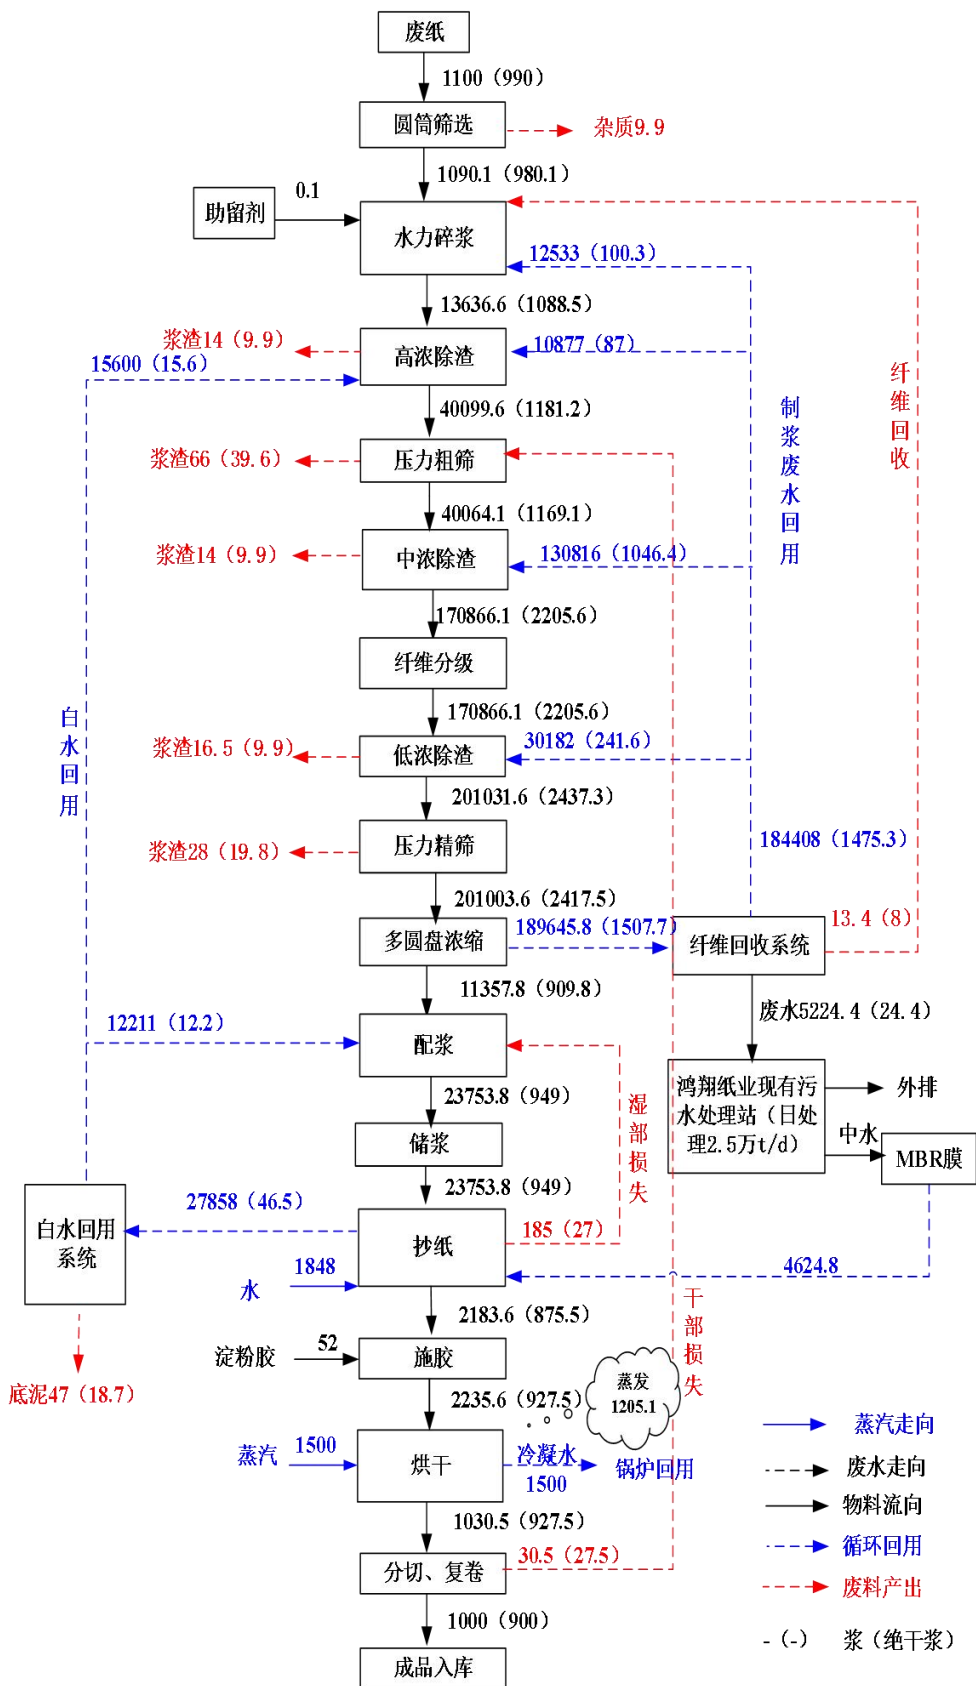 废纸
1100（990）
圆筒筛选
杂质9.9
1090.1（980.1）
助留剂
0.1
水力碎浆
12533（100.3）
13636.6（1088.5）
浆渣14（9.9）
15600（15.6）
高浓除渣
10877（87）
纤维回收
制浆废水回用
40099.6（1181.2）
浆渣66（39.6）
压力粗筛
40064.1（1169.1）
浆渣14（9.9）
中浓除渣
130816（1046.4）
170866.1（2205.6）
纤维分级
白水回用
170866.1（2205.6）
浆渣16.5（9.9）
低浓除渣
30182（241.6）
201031.6（2437.3）
浆渣28（19.8）
压力精筛
184408（1475.3）
201003.6（2417.5）
多圆盘浓缩
189645.8（1507.7）
纤维回收系统
13.4（8）
11357.8（909.8）
废水5224.4（24.4）
12211（12.2）
配浆
湿部损失
鸿翔纸业现有污
水处理站（日处
理2.5万t/d）
外排
中水
MBR膜
23753.8（949）
储浆
23753.8（949）
白水回用
系统
27858（46.5）
抄纸
185（27）
水
1848
4624.8
干部损失
2183.6（875.5）
底泥47（18.7）
淀粉胶
52
施胶
蒸发
1205.1
2235.6（927.5）
蒸汽
1500
烘干
冷凝水
1500
锅炉回用
1030.5（927.5）
分切、复卷
30.5（27.5）
1000（900）
成品入库
蒸汽走向
废水走向
物料流向
循环回用
废料产出
-（-） 浆（绝干浆）